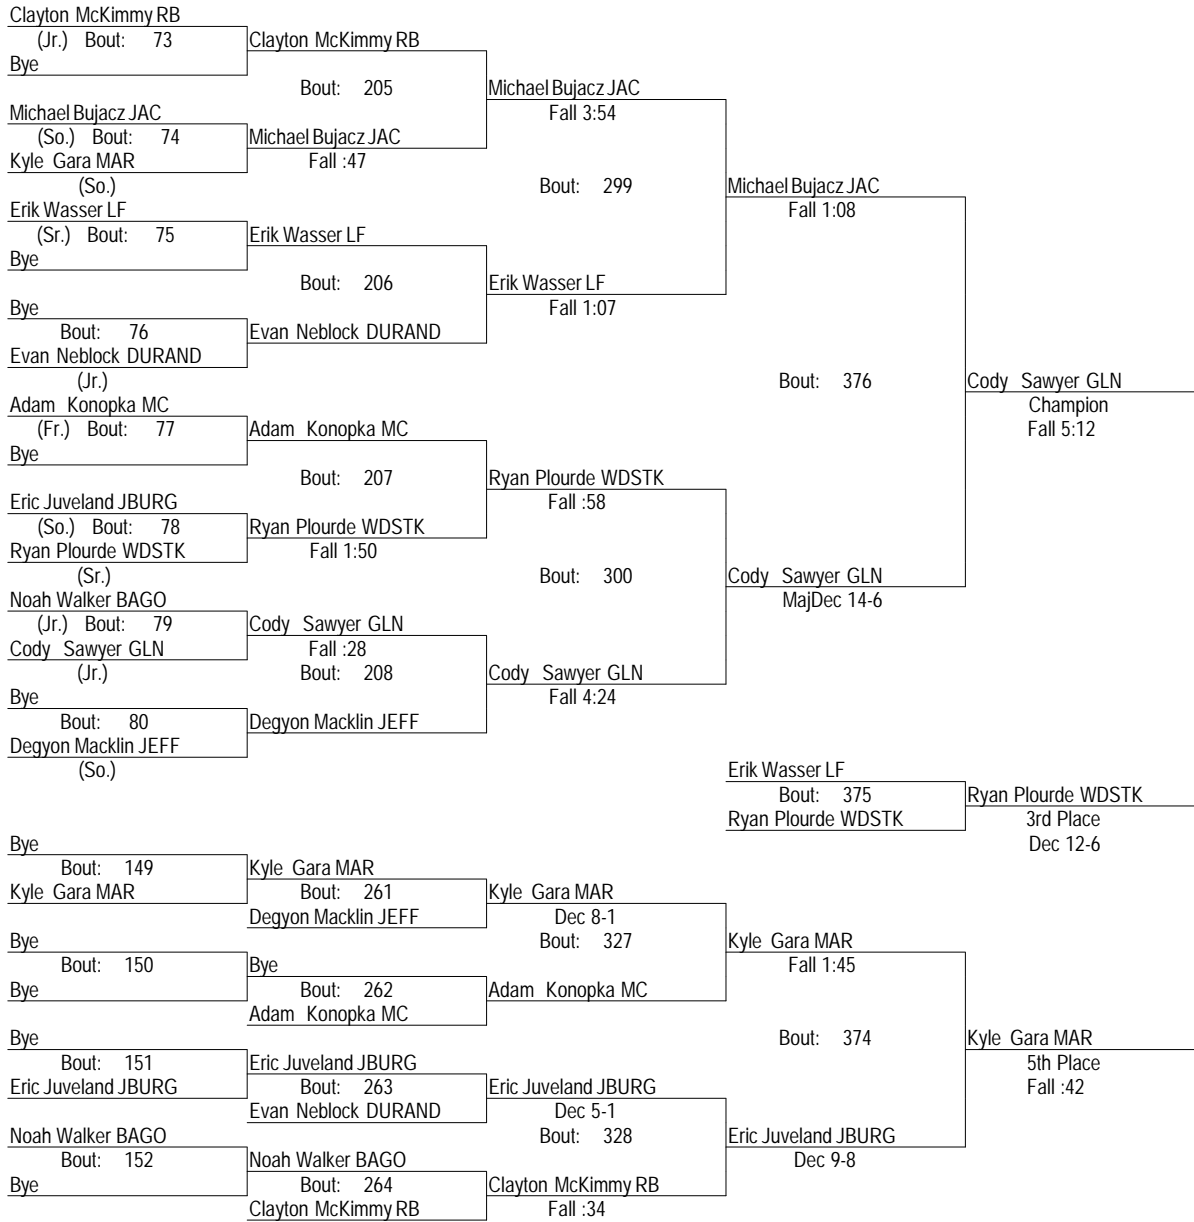 Clayton McKimmy RB
(Jr.) Bout: 73
Bye
Clayton McKimmy RB
Bout: 205
Michael Bujacz JAC
Fall 3:54
Michael Bujacz JAC
(So.) Bout: 74
Kyle Gara MAR
(So.)
Michael Bujacz JAC
Fall :47
Bout: 299
Michael Bujacz JAC
Fall 1:08
Erik Wasser LF
(Sr.) Bout: 75
Bye
Erik Wasser LF
Bout: 206
Erik Wasser LF
Fall 1:07
Bye
Bout: 76
Evan Neblock DURAND
(Jr.)
Evan Neblock DURAND
Bout: 376
Cody Sawyer GLN
Champion
Fall 5:12
Adam Konopka MC
(Fr.) Bout: 77
Bye
Adam Konopka MC
Bout: 207
Ryan Plourde WDSTK
Fall :58
Eric Juveland JBURG
(So.) Bout: 78
Ryan Plourde WDSTK
(Sr.)
Ryan Plourde WDSTK
Fall 1:50
Bout: 300
Cody Sawyer GLN
MajDec 14-6
Noah Walker BAGO
(Jr.) Bout: 79
Cody Sawyer GLN
(Jr.)
Cody Sawyer GLN
Fall :28
Bout: 208
Cody Sawyer GLN
Fall 4:24
Bye
Bout: 80
Degyon Macklin JEFF
(So.)
Degyon Macklin JEFF
Erik Wasser LF
Bout: 375
Ryan Plourde WDSTK
Ryan Plourde WDSTK
3rd Place
Dec 12-6
Bye
Bout: 149
Kyle Gara MAR
Kyle Gara MAR
Bout: 261
Degyon Macklin JEFF
Kyle Gara MAR
Dec 8-1
Bout: 327
Kyle Gara MAR
Fall 1:45
Bye
Bout: 150
Bye
Bye
Bout: 262
Adam Konopka MC
Adam Konopka MC
Bout: 374
Kyle Gara MAR
5th Place
Fall :42
Bye
Bout: 151
Eric Juveland JBURG
Eric Juveland JBURG
Bout: 263
Evan Neblock DURAND
Eric Juveland JBURG
Dec 5-1
Bout: 328
Eric Juveland JBURG
Dec 9-8
Noah Walker BAGO
Bout: 152
Bye
Noah Walker BAGO
Bout: 264
Clayton McKimmy RB
Clayton McKimmy RB
Fall :34